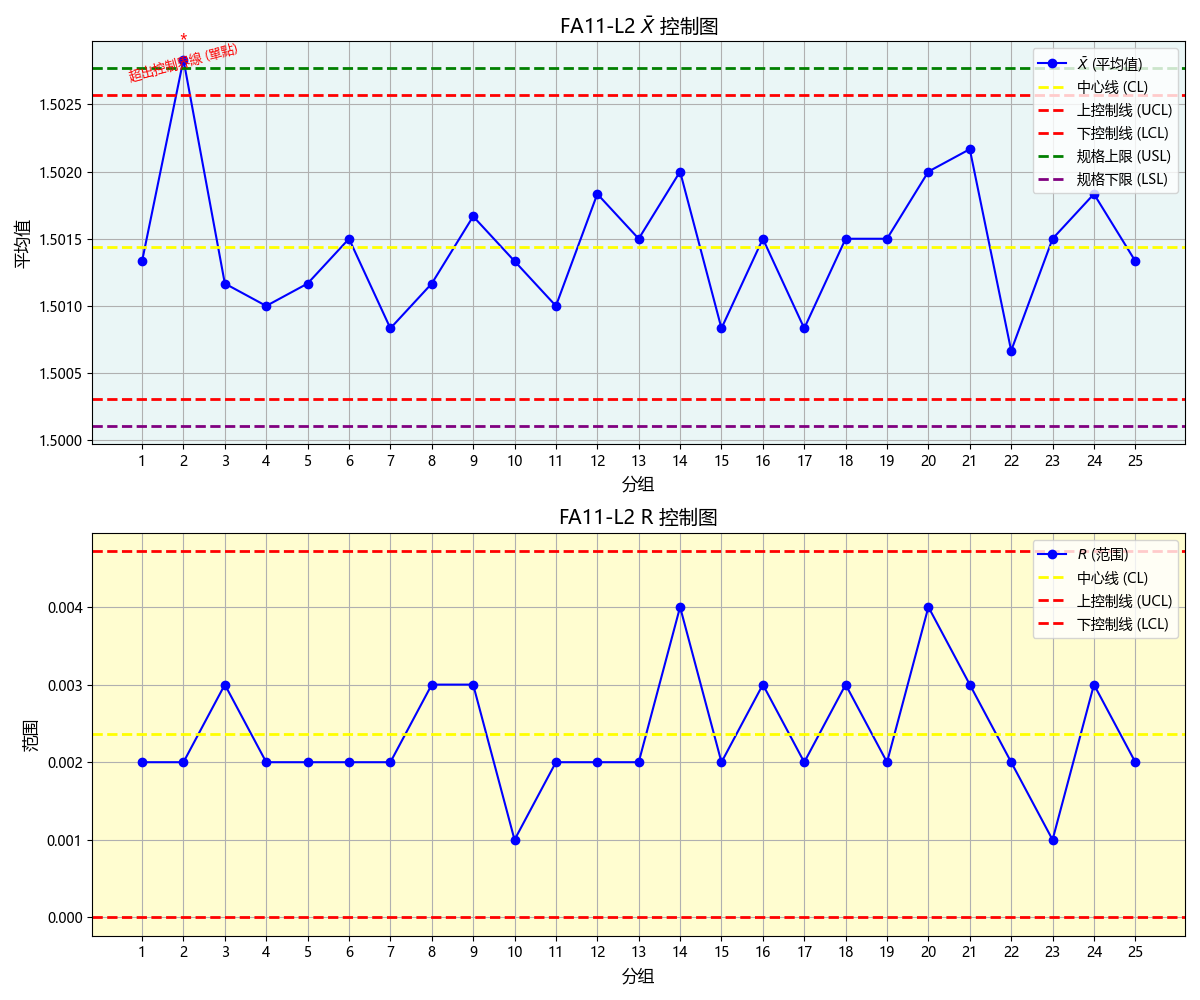 FA11-L2 X̄ 控制图
*
超出控制線 (單點)
X̄ (平均值)
中心线 (CL)
上控制线 (UCL)
下控制线 (LCL)
规格上限 (USL)
规格下限 (LSL)
平均值
1.5025
1.5020
1.5015
1.5010
1.5005
1.5000
1 2 3 4 5 6 7 8 9 10 11 12 13 14 15 16 17 18 19 20 21 22 23 24 25
分组
FA11-L2 R 控制图
R (范围)
中心线 (CL)
上控制线 (UCL)
下控制线 (LCL)
范围
0.004
0.003
0.002
0.001
0.000
1 2 3 4 5 6 7 8 9 10 11 12 13 14 15 16 17 18 19 20 21 22 23 24 25
分组